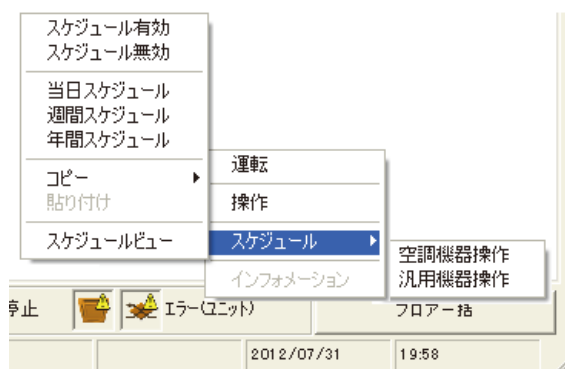 スケジュール有効
スケジュール無効
当日スケジュール
週間スケジュール
年間スケジュール
コピー
貼り付け
スケジュールビュー
運転
操作
スケジュール
インフォメーション
空調機器操作
汎用機器操作
停止
エラー(ユニット)
フロア一括
2012/07/31
19:58